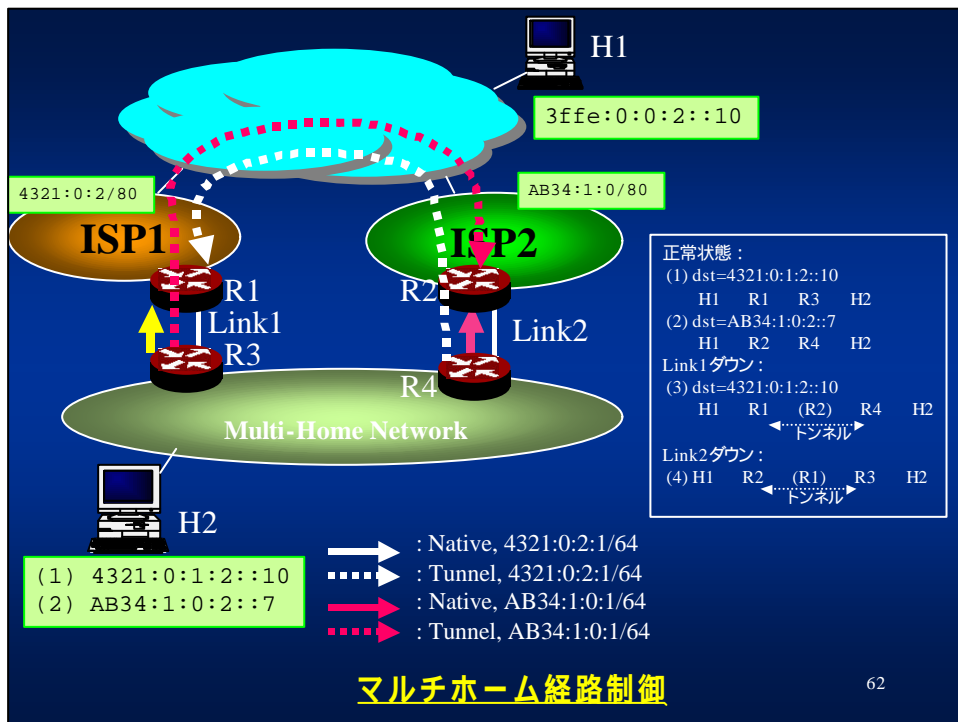 H1
3ffe:0:0:2::10
4321:0:2/80
AB34:1:0/80
ISP1
ISP2
R1
R2
Link1
Link2
R3
R4
Multi-Home Network
H2
(1) 4321:0:1:2::10
(2) AB34:1:0:2::7
正常状態：
(1) dst=4321:0:1:2::10
H1 R1 R3 H2
(2) dst=AB34:1:0:2::7
H1 R2 R4 H2
Link1ダウン：
(3) dst=4321:0:1:2::10
H1 R1 (R2) R4 H2
トンネル
Link2ダウン：
(4) H1 R2 (R1) R3 H2
トンネル
: Native, 4321:0:2:1/64
: Tunnel, 4321:0:2:1/64
: Native, AB34:1:0:1/64
: Tunnel, AB34:1:0:1/64
マルチホーム経路制御
62